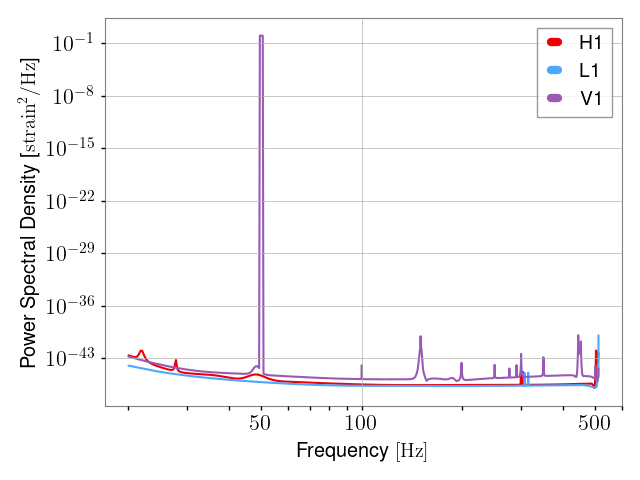 H1
L1
V1
Power Spectral Density [strain²/Hz]
10⁻¹
10⁻⁸
10⁻¹⁵
10⁻²²
10⁻²⁹
10⁻³⁶
10⁻⁴³
50
100
500
Frequency [Hz]